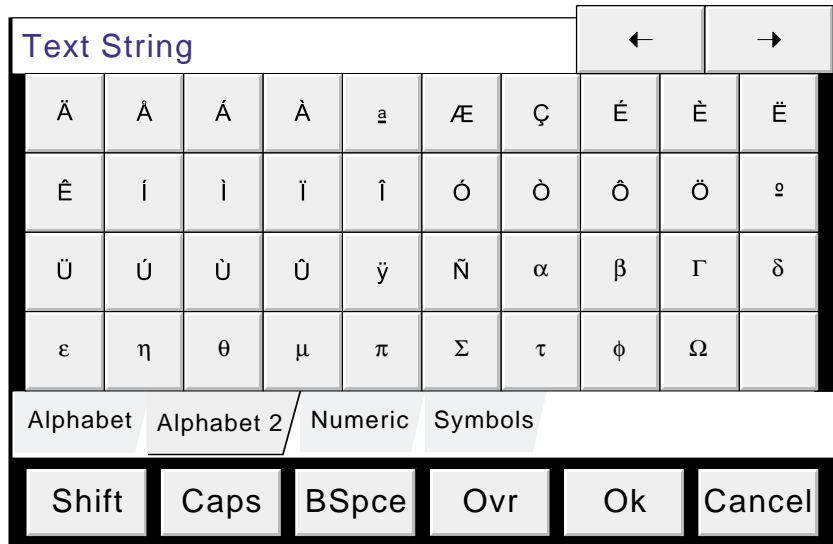 Text String ← →
Ä Å Á À ª Æ Ç É È Ë
Ê Í Ì Ï Î Ó Ò Ô Ö º
Ü Ú Ù Û ÿ Ñ α β Γ δ
ε η θ μ π Σ τ φ Ω
Alphabet Alphabet 2 Numeric Symbols
Shift Caps BSpce Ovr Ok Cancel